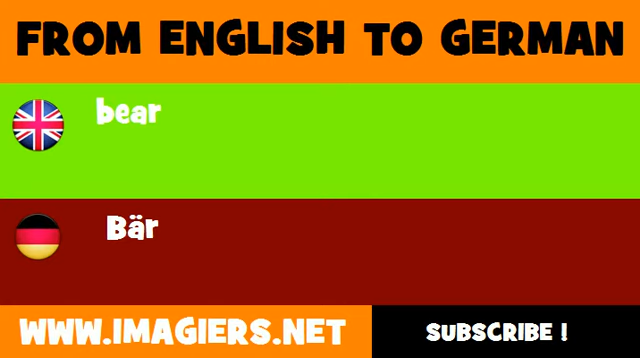 FROM ENGLISH TO GERMAN
bear
Bär
WWW.IMAGIERS.NET
SUBSCRIBE !